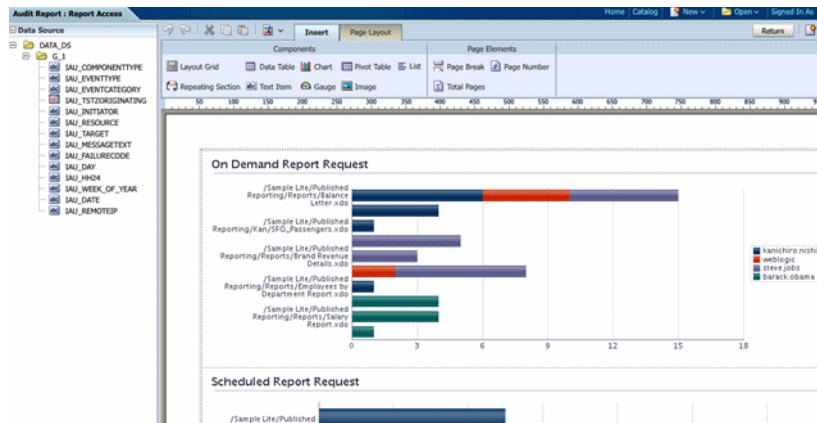 Audit Report : Report Access
Home Catalog New Open Signed In As
Data Source
Insert Page Layout
Return
DATA_DS
G_1
IAU_COMPONENTTYPE
IAU_EVENTTYPE
IAU_EVENTCATEGORY
IAU_TSTZORIGINATING
IAU_INITIATOR
IAU_RESOURCE
IAU_TARGET
IAU_MESSAGETEXT
IAU_FAILURECODE
IAU_DAY
IAU_HH24
IAU_WEEK_OF_YEAR
IAU_DATE
IAU_REMOTEIP
Components
Page Elements
Layout Grid Data Table Chart Pivot Table List Page Break Page Number
Repeating Section Text Item Gauge Image Total Pages
50 100 150 200 250 300 350 400 450 500 550 600 650 700 750 800 850 900
On Demand Report Request
/Sample Lite/Published
Reporting/Reports/Balance
Letter.xdo
/Sample Lite/Published
Reporting/Kan/SFO_Passengers.xdo
/Sample Lite/Published
Reporting/Reports/Brand Revenue
Details.xdo
/Sample Lite/Published
Reporting/Reports/Employees by
Department Report.xdo
/Sample Lite/Published
Reporting/Reports/Salary
Report.xdo
0 3 6 9 12 15 18
kanichiro.nishi
weblogic
steve.jobs
barack.obama
Scheduled Report Request
/Sample Lite/Published